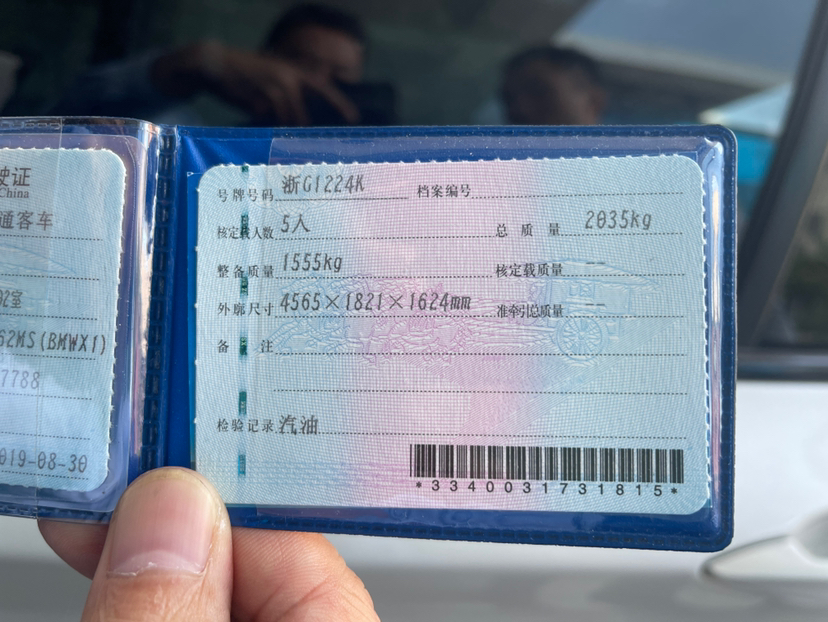 驶证
China
通客车
02室
62MS(BMWX1)
7788
019-08-30
号牌号码 浙G1224K 档案编号
核定载人数 5人 总质量 2035kg
整备质量 1555kg 核定载质量 --
外廓尺寸 4565×1821×1624mm 准牵引总质量 --
备注
检验记录 汽油
*3340031731815*